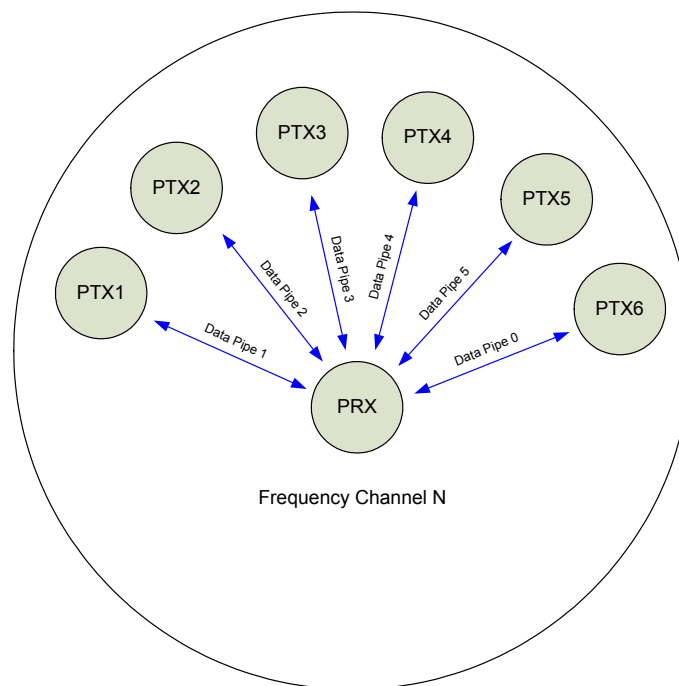 PTX3
PTX4
PTX2
PTX5
PTX1
PTX6
Data Pipe 1
Data Pipe 2
Data Pipe 3
Data Pipe 4
Data Pipe 5
Data Pipe 0
PRX
Frequency Channel N